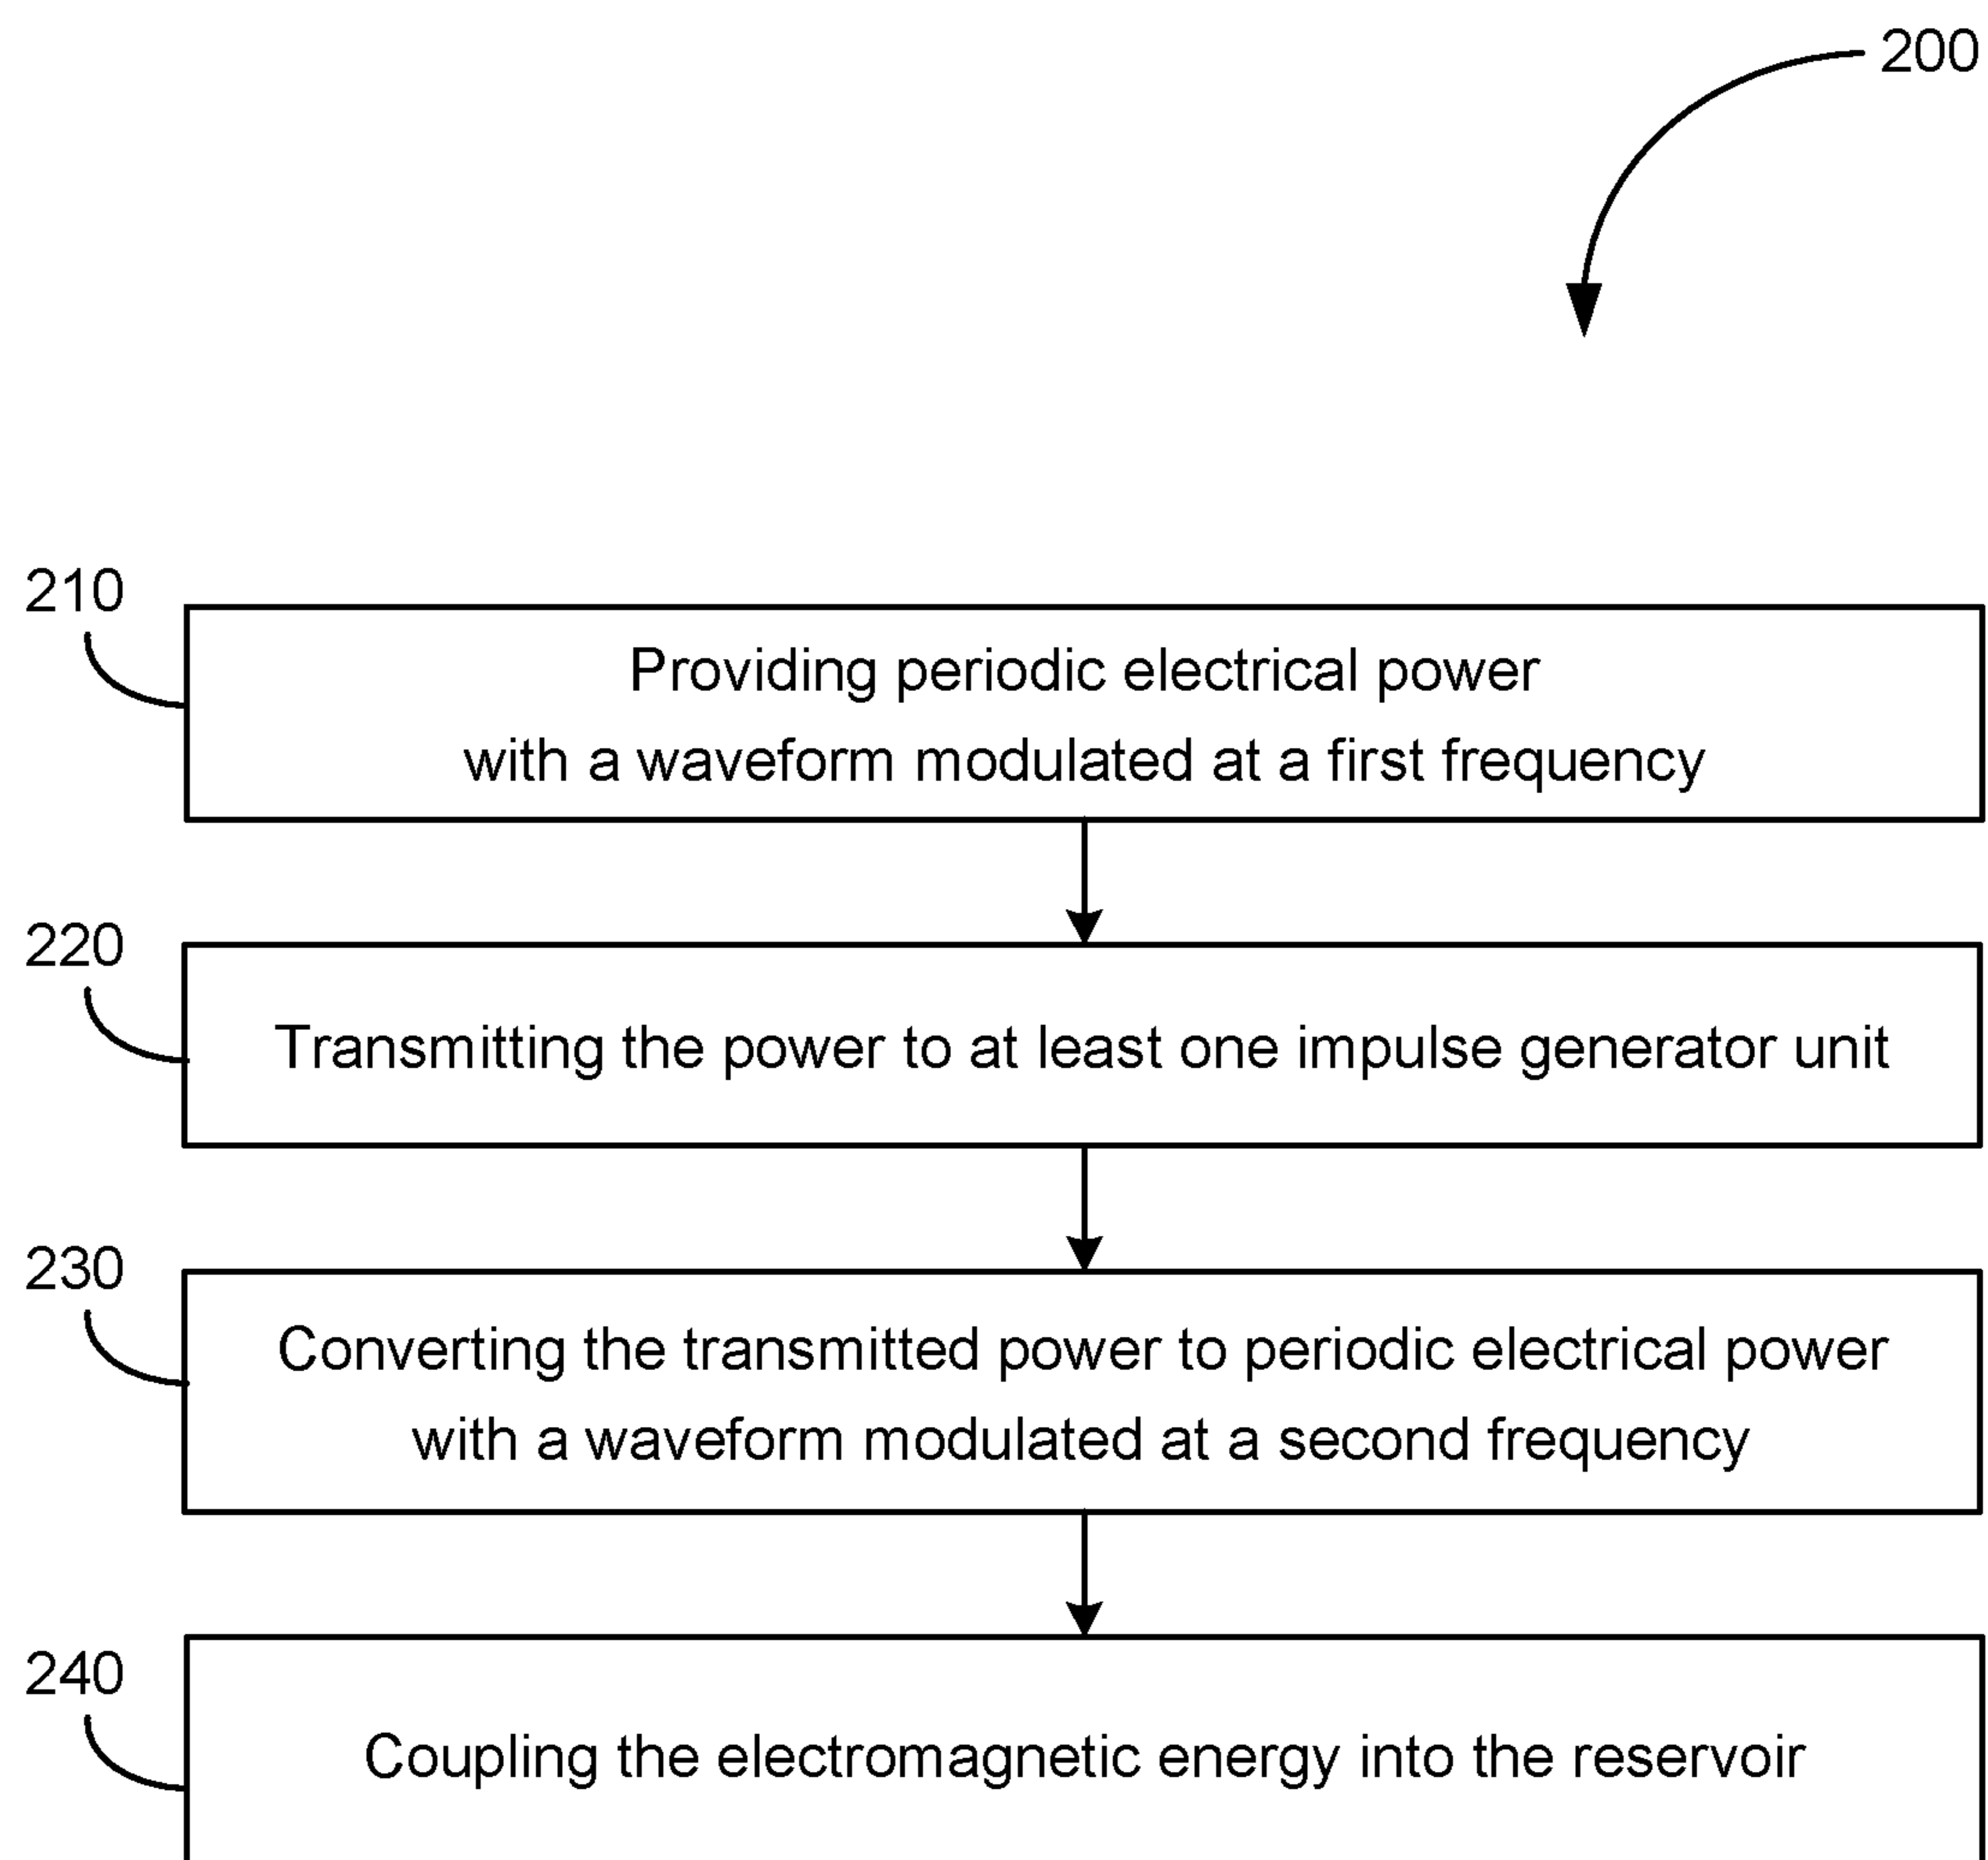 200
210
Providing periodic electrical power
with a waveform modulated at a first frequency
220
Transmitting the power to at least one impulse generator unit
230
Converting the transmitted power to periodic electrical power
with a waveform modulated at a second frequency
240
Coupling the electromagnetic energy into the reservoir